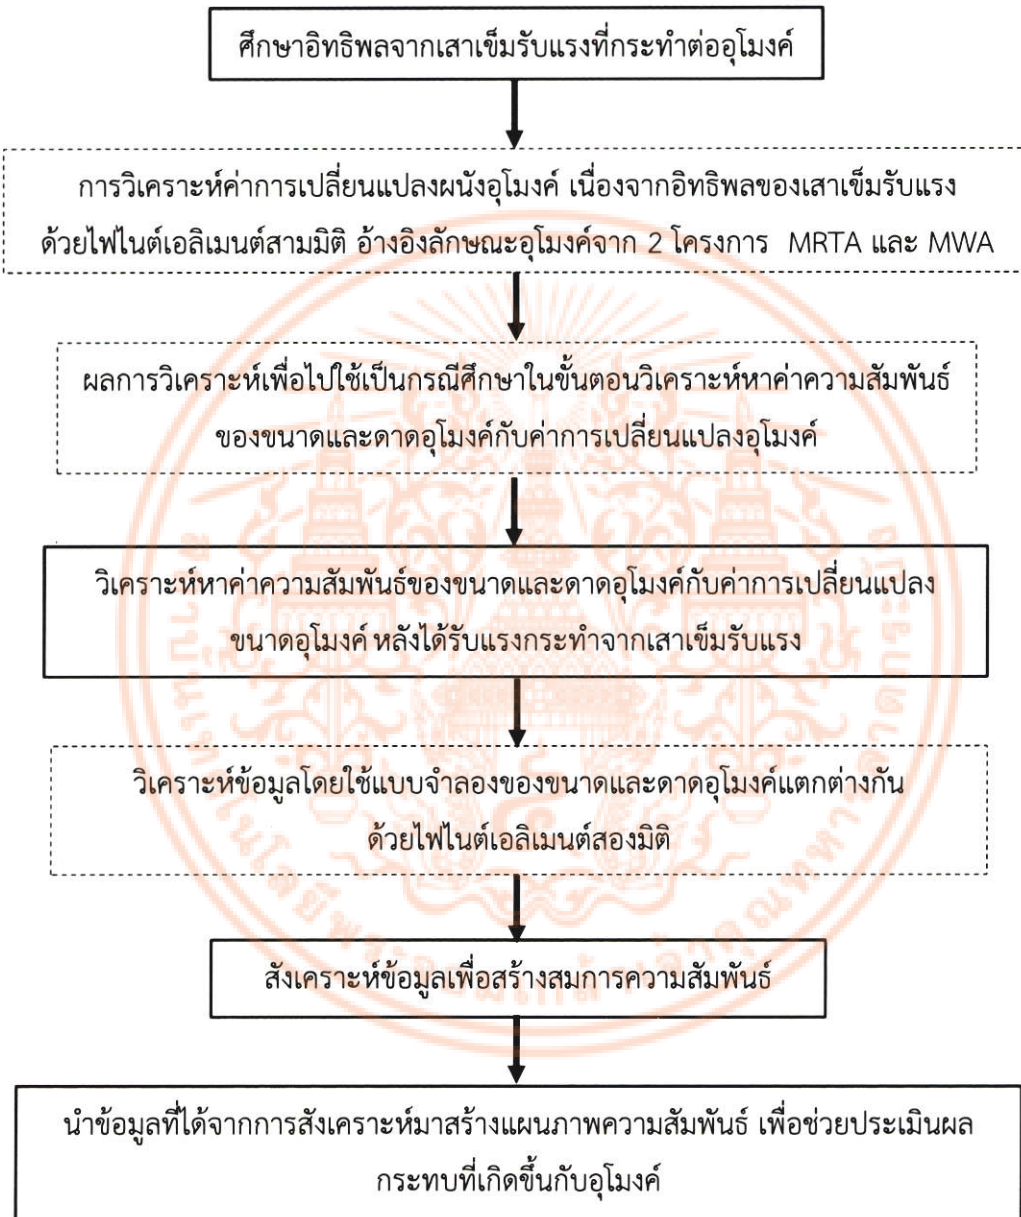 ศึกษาอิทธิพลจากเสาเข็มรับแรงที่กระทำต่ออุโมงค์
การวิเคราะห์ค่าการเปลี่ยนแปลงผนังอุโมงค์ เนื่องจากอิทธิพลของเสาเข็มรับแรง
ด้วยไฟไนต์เอลิเมนต์สามมิติ อ้างอิงลักษณะอุโมงค์จาก 2 โครงการ MRTA และ MWA
ผลการวิเคราะห์เพื่อไปใช้เป็นกรณีศึกษาในขั้นตอนวิเคราะห์หาค่าความสัมพันธ์
ของขนาดและดาดอุโมงค์กับค่าการเปลี่ยนแปลงอุโมงค์
วิเคราะห์หาค่าความสัมพันธ์ของขนาดและดาดอุโมงค์กับค่าการเปลี่ยนแปลง
ขนาดอุโมงค์ หลังได้รับแรงกระทำจากเสาเข็มรับแรง
วิเคราะห์ข้อมูลโดยใช้แบบจำลองของขนาดและดาดอุโมงค์แตกต่างกัน
ด้วยไฟไนต์เอลิเมนต์สองมิติ
สังเคราะห์ข้อมูลเพื่อสร้างสมการความสัมพันธ์
นำข้อมูลที่ได้จากการสังเคราะห์มาสร้างแผนภาพความสัมพันธ์ เพื่อช่วยประเมินผล
กระทบที่เกิดขึ้นกับอุโมงค์